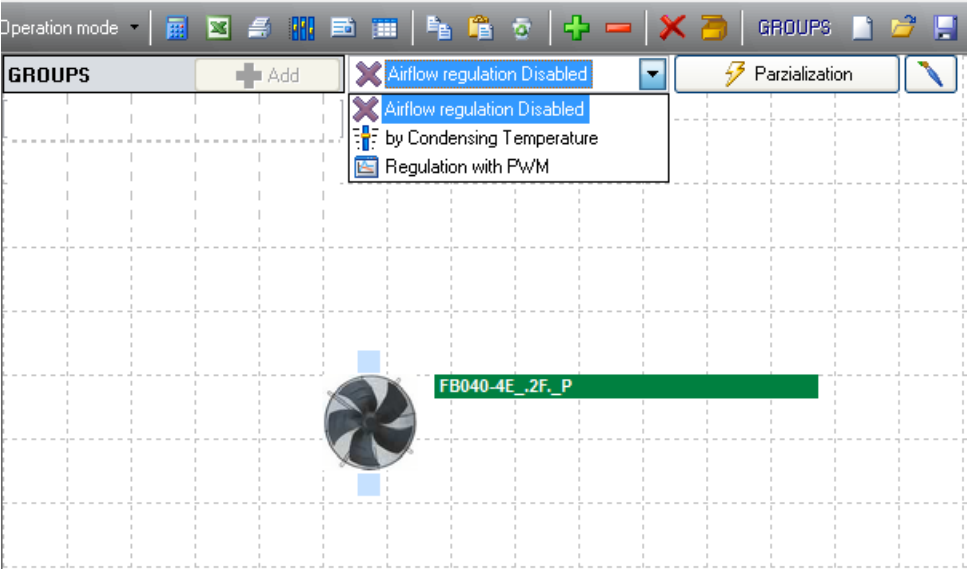 Operation mode
GROUPS
GROUPS
Add
Airflow regulation Disabled
Parzialization
Airflow regulation Disabled
by Condensing Temperature
Regulation with PWM
FB040-4E_.2F._P